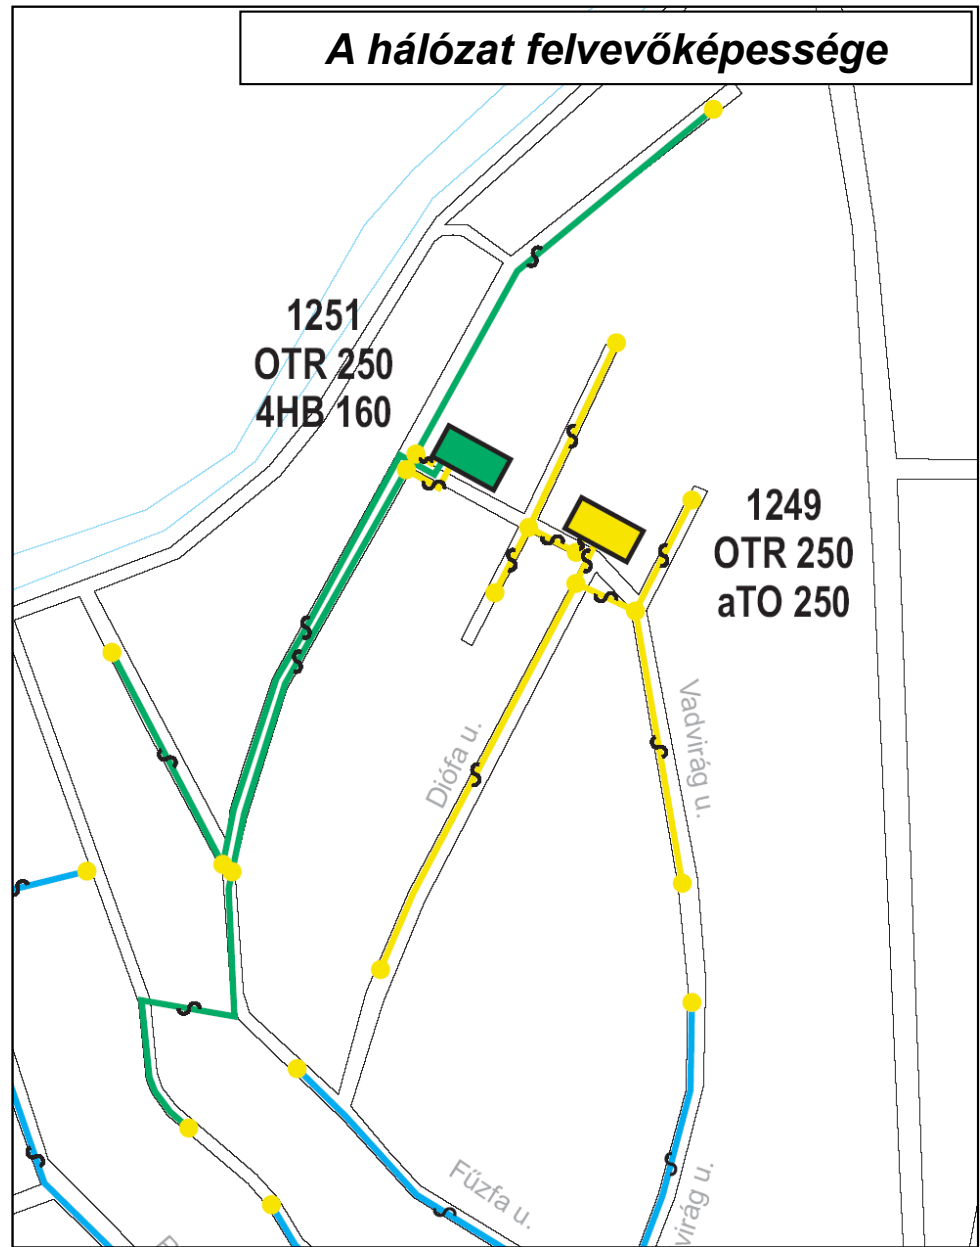 A hálózat felvevőképessége
1251
OTR 250
4HB 160
1249
OTR 250
aTO 250
Vadvirág u.
Diófa u.
Fűzfa u.
virág u.